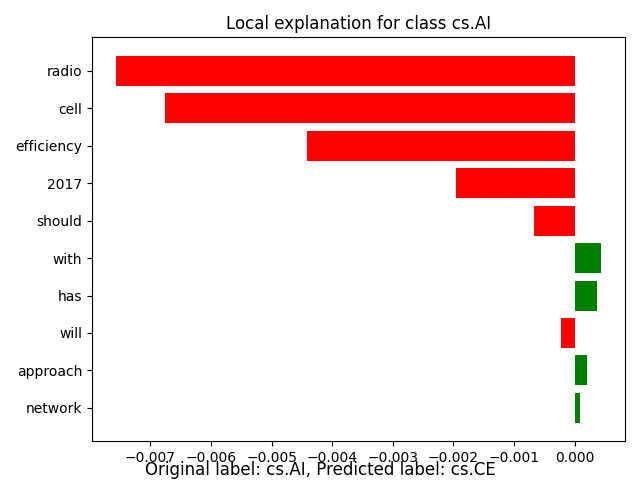 Local explanation for class cs.AI
radio
cell
efficiency
2017
should
with
has
will
approach
network
−0.007 −0.006 −0.005 −0.004 −0.003 −0.002 −0.001 0.000
Original label: cs.AI, Predicted label: cs.CE